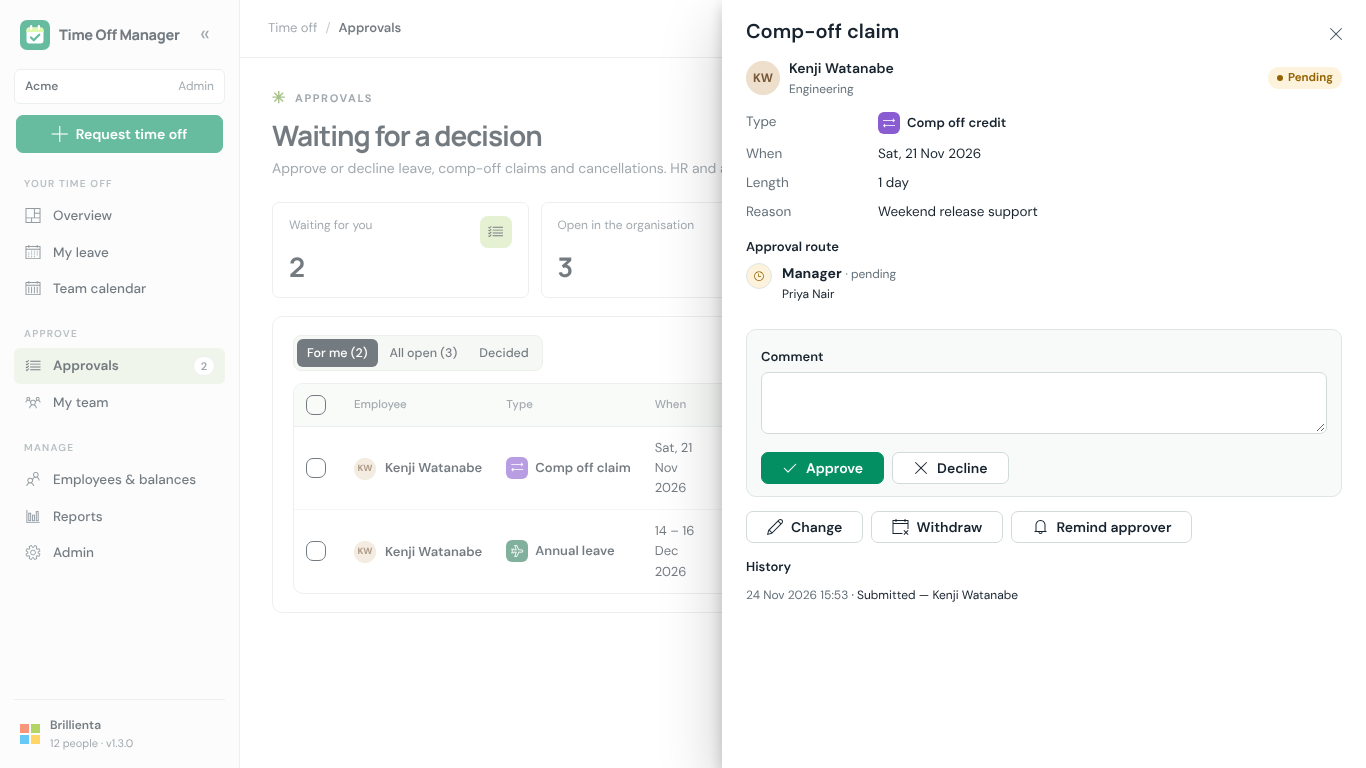 Time Off Manager
Acme
Admin
Request time off
YOUR TIME OFF
Overview
My leave
Team calendar
APPROVE
Approvals
2
My team
MANAGE
Employees & balances
Reports
Admin
Brillienta
12 people · v1.3.0
Time off / Approvals
APPROVALS
Waiting for a decision
Approve or decline leave, comp-off claims and cancellations. HR and
Waiting for you
2
Open in the organisation
3
For me (2)
All open (3)
Decided
Employee
Type
When
KW
Kenji Watanabe
Comp off claim
Sat, 21
Nov
2026
KW
Kenji Watanabe
Annual leave
14 – 16
Dec
2026
Comp-off claim
KW
Kenji Watanabe
Engineering
Pending
Type
Comp off credit
When
Sat, 21 Nov 2026
Length
1 day
Reason
Weekend release support
Approval route
Manager · pending
Priya Nair
Comment
Approve
Decline
Change
Withdraw
Remind approver
History
24 Nov 2026 15:53 · Submitted — Kenji Watanabe